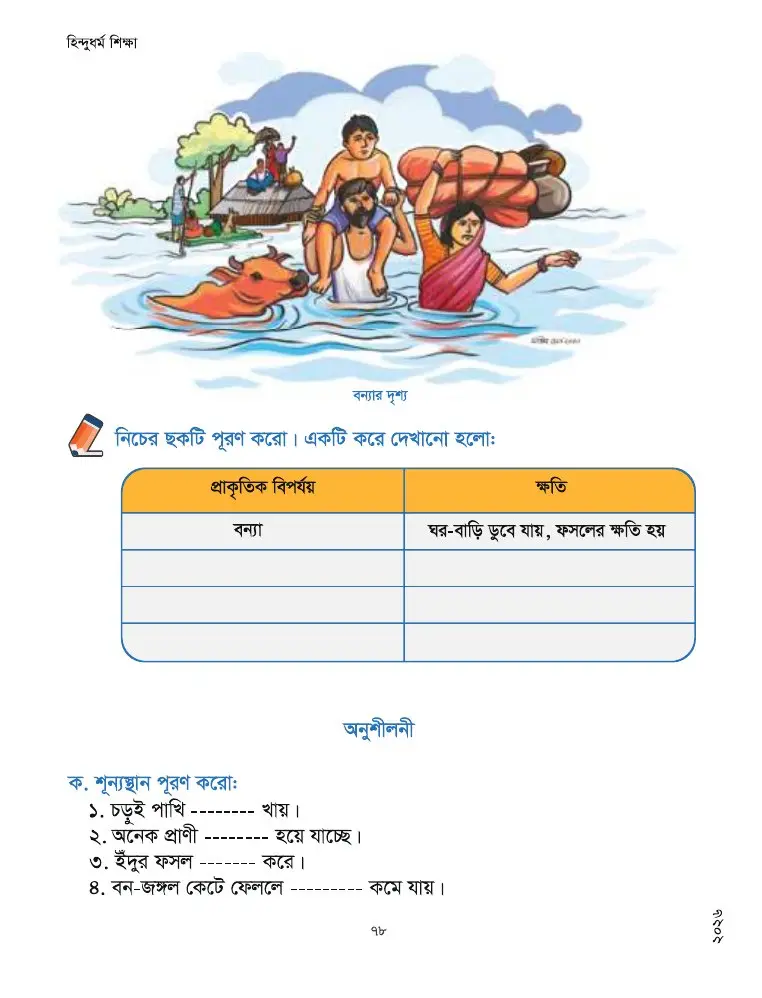 হিন্দুধর্ম শিক্ষা
বন্যার দৃশ্য
নিচের ছকটি পূরণ করো। একটি করে দেখানো হলো:
প্রাকৃতিক বিপর্যয় ক্ষতি
বন্যা ঘর-বাড়ি ডুবে যায়, ফসলের ক্ষতি হয়
অনুশীলনী
ক. শূন্যস্থান পূরণ করো:
১. চড়ুই পাখি -------- খায়।
২. অনেক প্রাণী -------- হয়ে যাচ্ছে।
৩. ইঁদুর ফসল ------- করে।
৪. বন-জঙ্গল কেটে ফেললে --------- কমে যায়।
৭৮
২০২৬